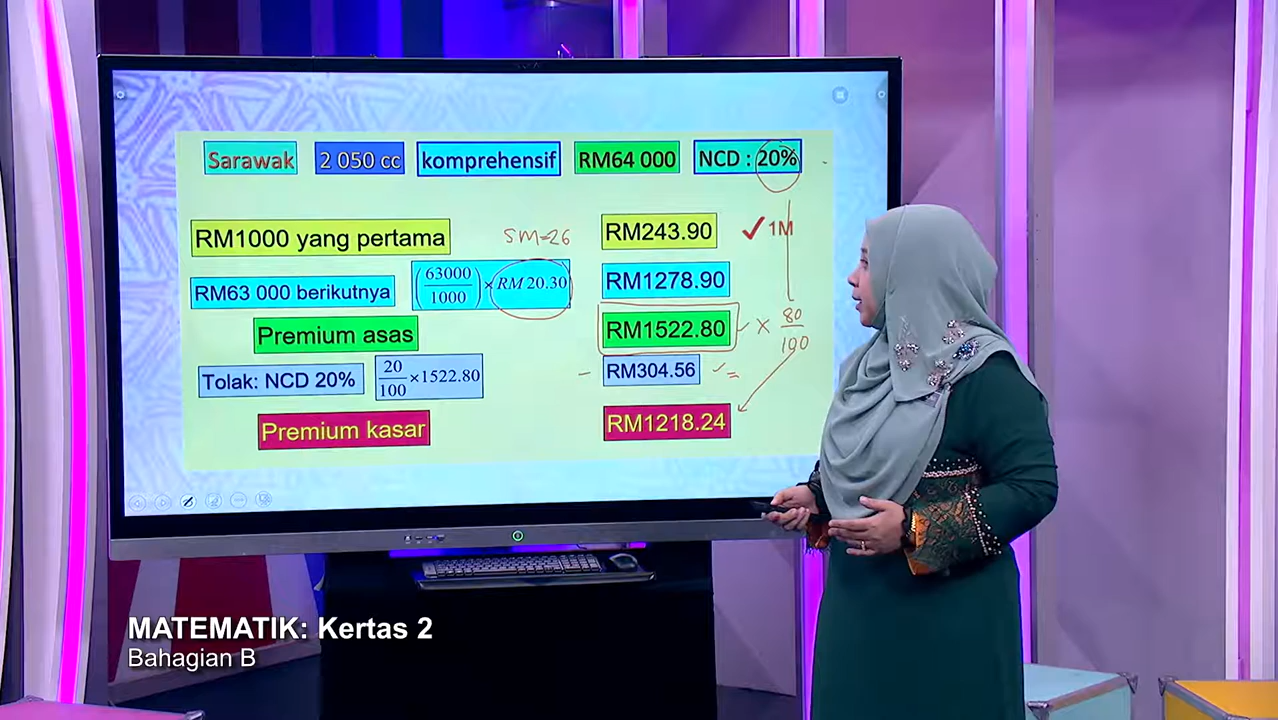 Sarawak 2 050 cc komprehensif RM64 000 NCD : 20%
RM1000 yang pertama SM=26 RM243.90 ✓ 1M
RM63 000 berikutnya (63000/1000) × RM 20.30 RM1278.90
Premium asas RM1522.80 × 80/100
Tolak: NCD 20% 20/100 ×1522.80 - RM304.56 =
Premium kasar RM1218.24
MATEMATIK: Kertas 2
Bahagian B